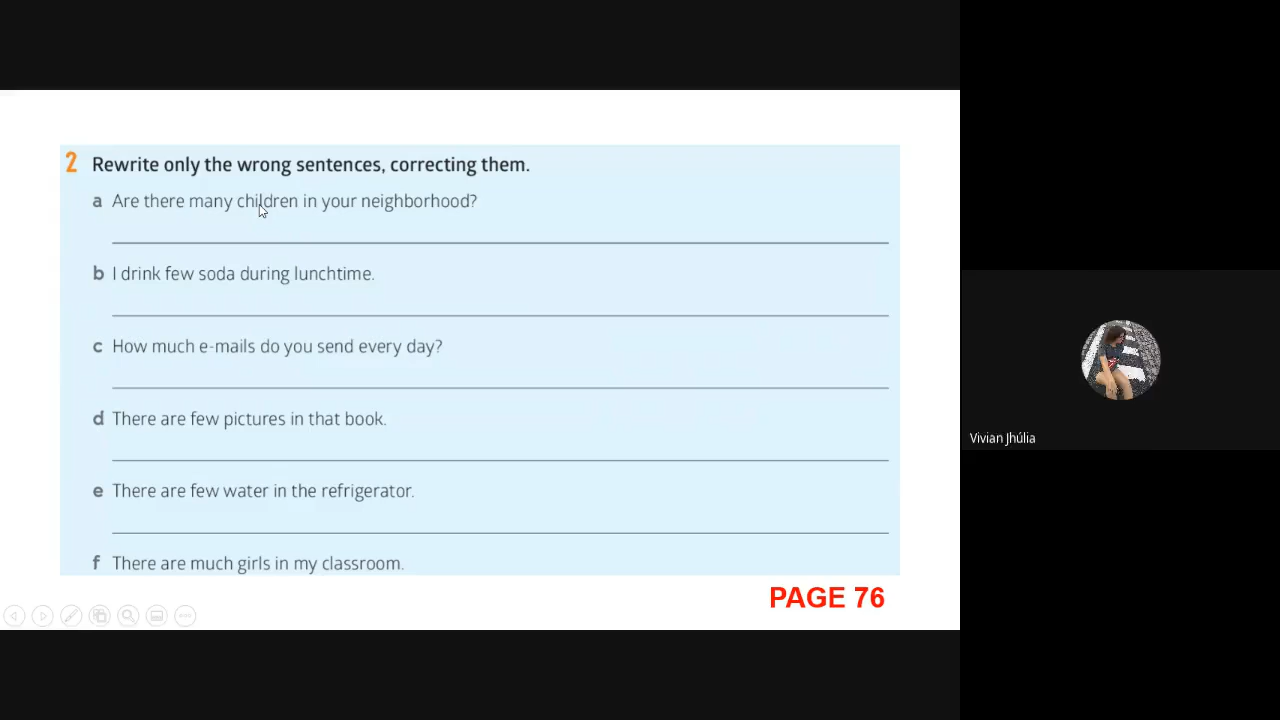 2 Rewrite only the wrong sentences, correcting them.
a Are there many children in your neighborhood?
b I drink few soda during lunchtime.
c How much e-mails do you send every day?
d There are few pictures in that book.
e There are few water in the refrigerator.
f There are much girls in my classroom.
PAGE 76
Vivian Jhúlia